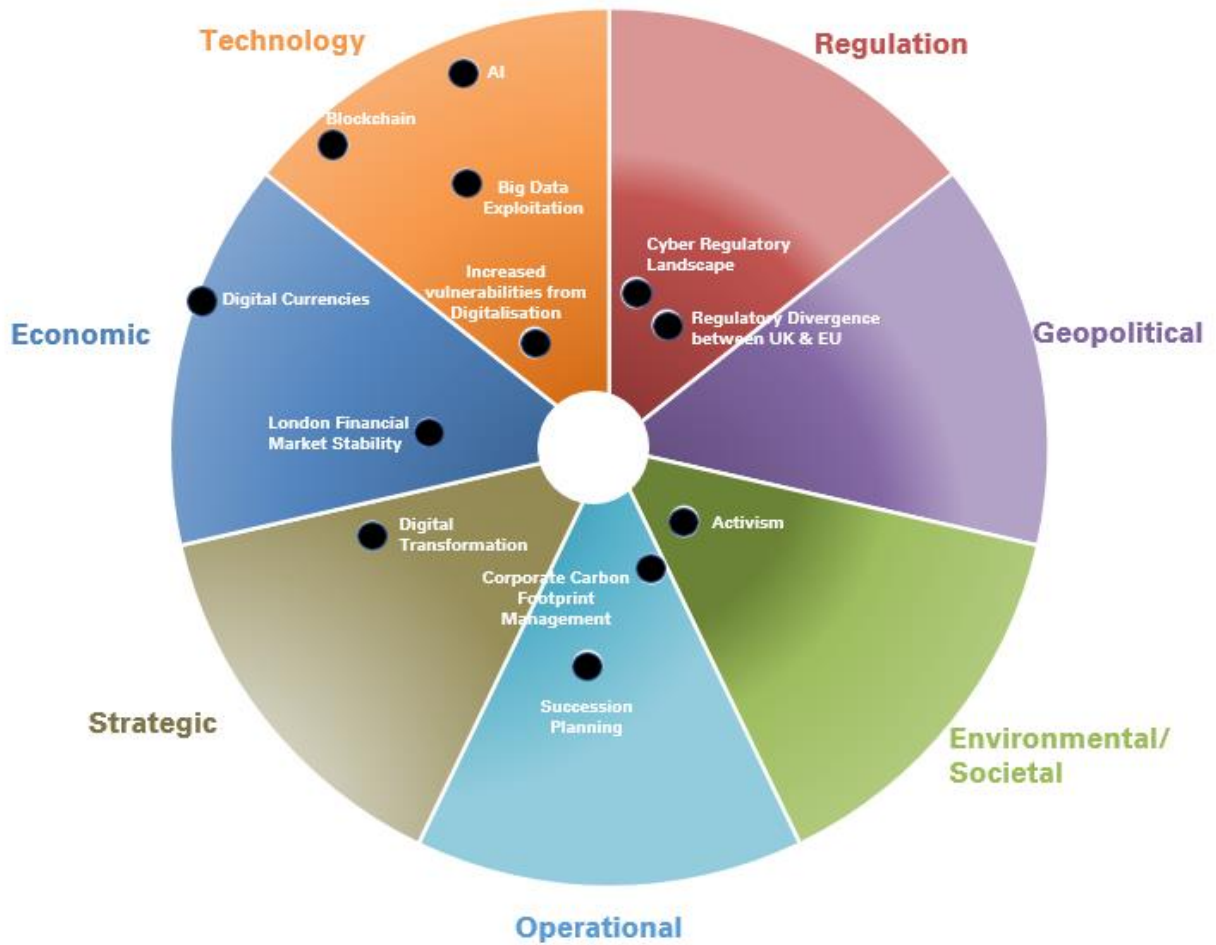 Technology
Regulation
AI
Blockchain
Big Data
Exploitation
Cyber Regulatory
Landscape
Increased
vulnerabilities from
Digitalisation
Digital Currencies
Regulatory Divergence
between UK & EU
Economic
Geopolitical
London Financial
Market Stability
Digital
Transformation
Activism
Corporate Carbon
Footprint
Management
Succession
Planning
Strategic
Environmental/
Societal
Operational